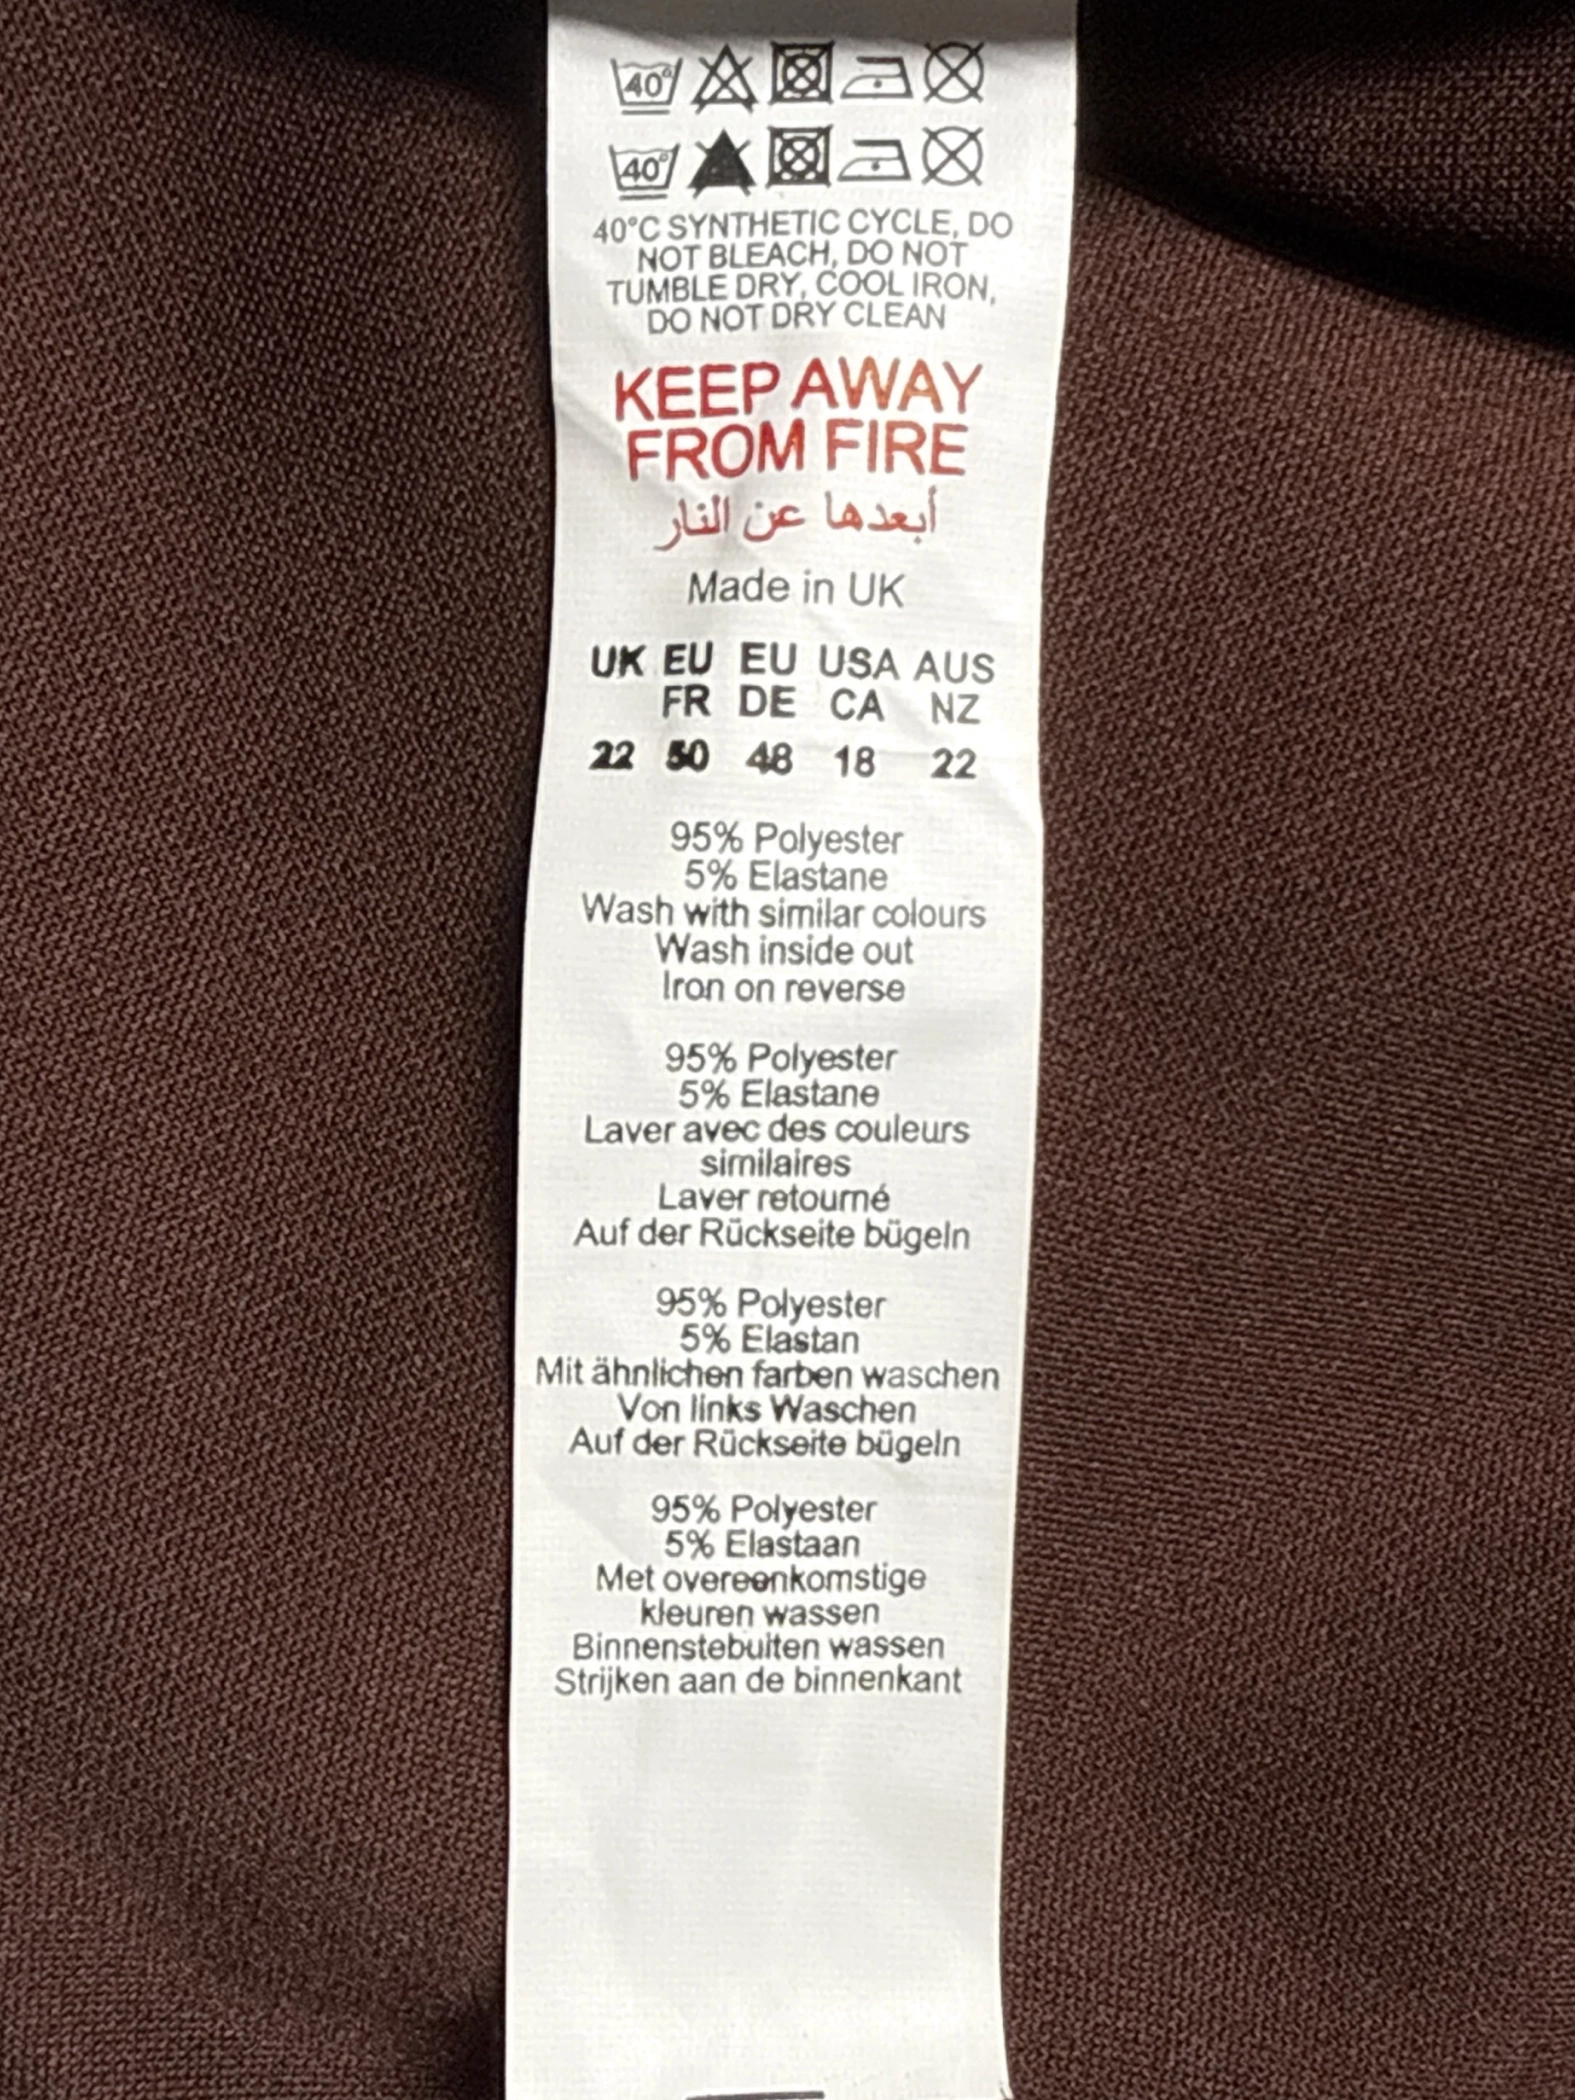 40°
40°
40°C SYNTHETIC CYCLE, DO
NOT BLEACH, DO NOT
TUMBLE DRY, COOL IRON,
DO NOT DRY CLEAN
KEEP AWAY
FROM FIRE
أبعدها عن النار
Made in UK
UK EU EU USA AUS
FR DE CA NZ
22 50 48 18 22
95% Polyester
5% Elastane
Wash with similar colours
Wash inside out
Iron on reverse
95% Polyester
5% Elastane
Laver avec des couleurs
similaires
Laver retourné
Auf der Rückseite bügeln
95% Polyester
5% Elastan
Mit ähnlichen farben waschen
Von links Waschen
Auf der Rückseite bügeln
95% Polyester
5% Elastaan
Met overeenkomstige
kleuren wassen
Binnenstebuiten wassen
Strijken aan de binnenkant